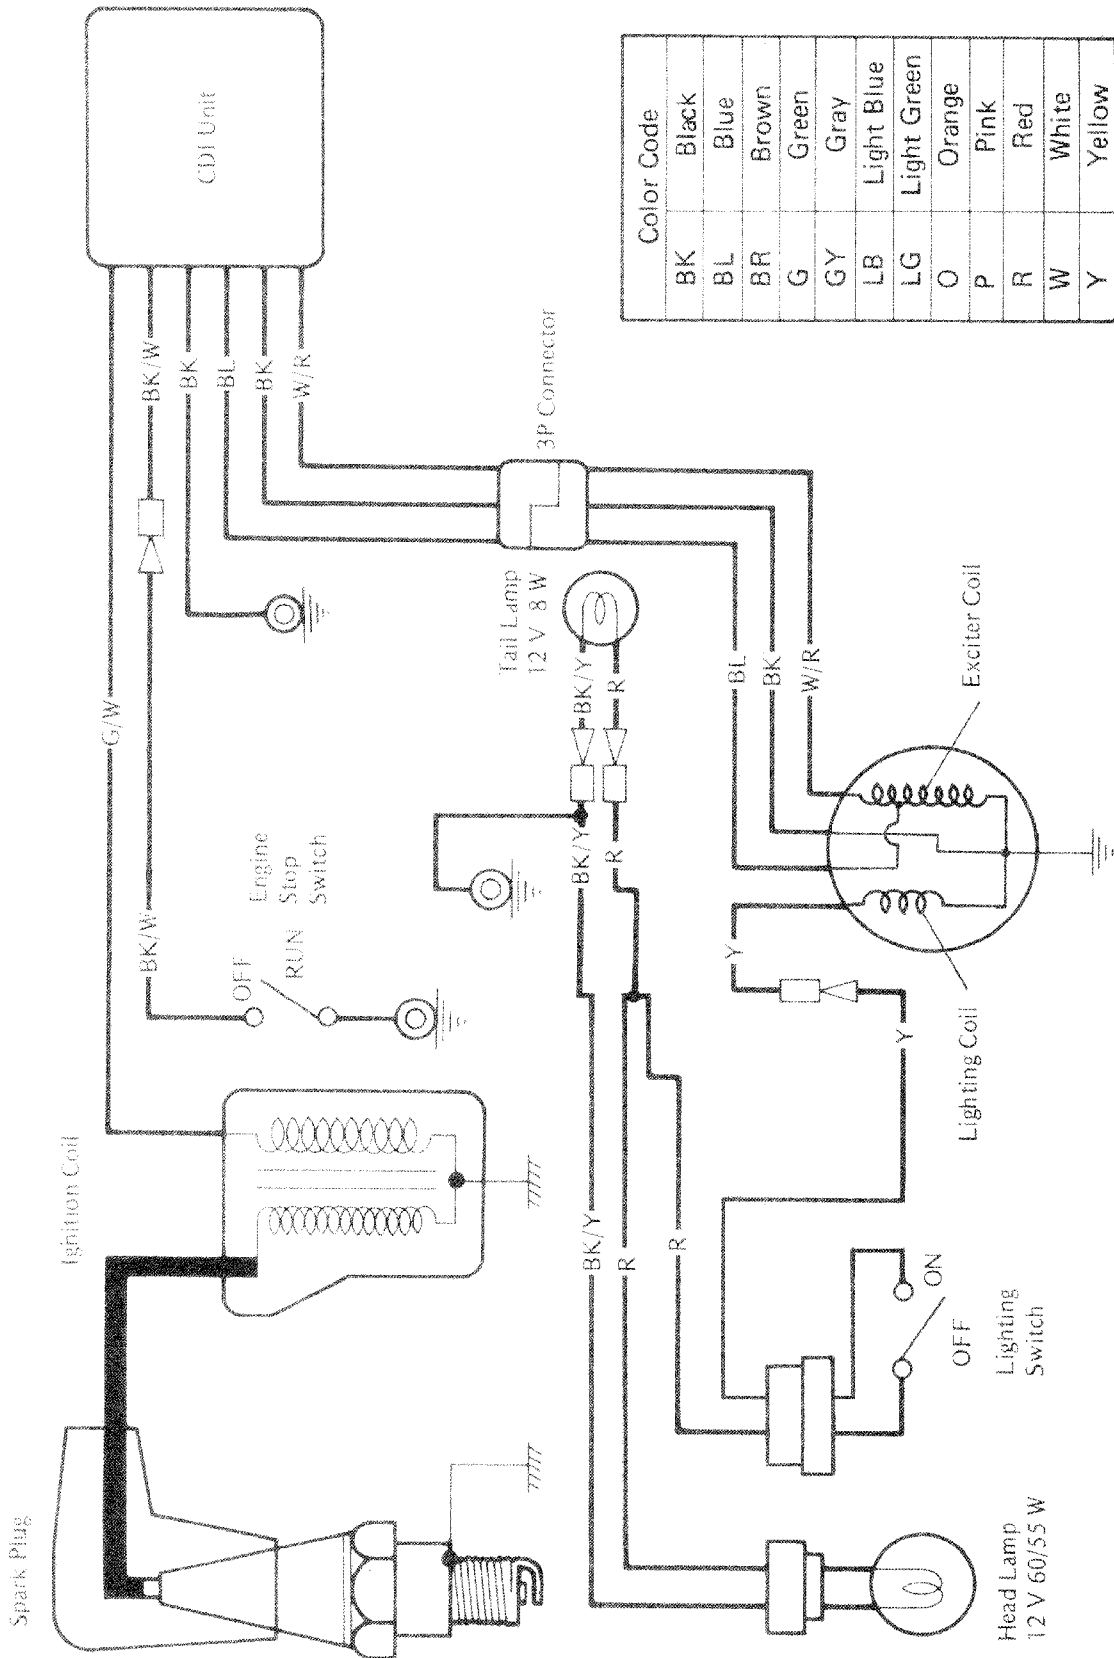 Spark Plug
Ignition Coil
CDI Unit
G/W
BK/W
BK/W
BK
BL
BK
W/R
OFF
RUN
Engine
Stop
Switch
3P Connector
Tail Lamp
12 V 8 W
BK/Y
R
BK/Y
R
BK/Y
R
R
BL
BK
W/R
Y
Y
Exciter Coil
Lighting Coil
ON
OFF
Lighting
Switch
Head Lamp
12 V 60/55 W
Color Code
BK Black
BL Blue
BR Brown
G Green
GY Gray
LB Light Blue
LG Light Green
O Orange
P Pink
R Red
W White
Y Yellow